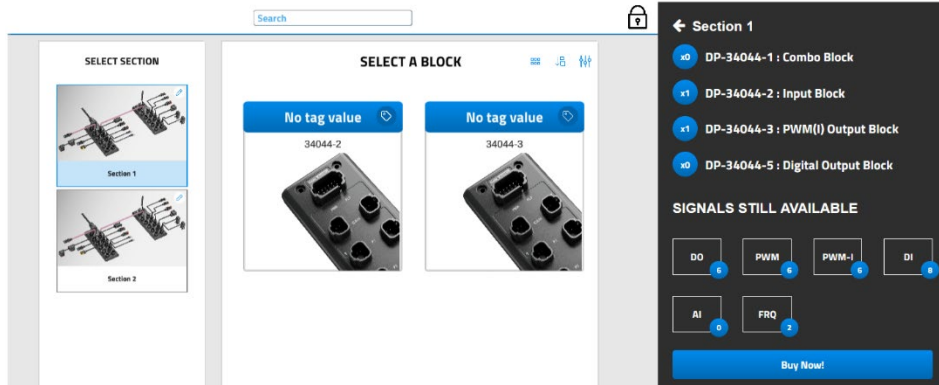 Search
SELECT SECTION
Section 1
Section 2
SELECT A BLOCK
No tag value
34044-2
No tag value
34044-3
Section 1
x0 DP-34044-1 : Combo Block
x1 DP-34044-2 : Input Block
x1 DP-34044-3 : PWM(I) Output Block
x0 DP-34044-5 : Digital Output Block
SIGNALS STILL AVAILABLE
DO 6
PWM 6
PWM-I 6
DI 8
AI 0
FRQ 2
Buy Now!